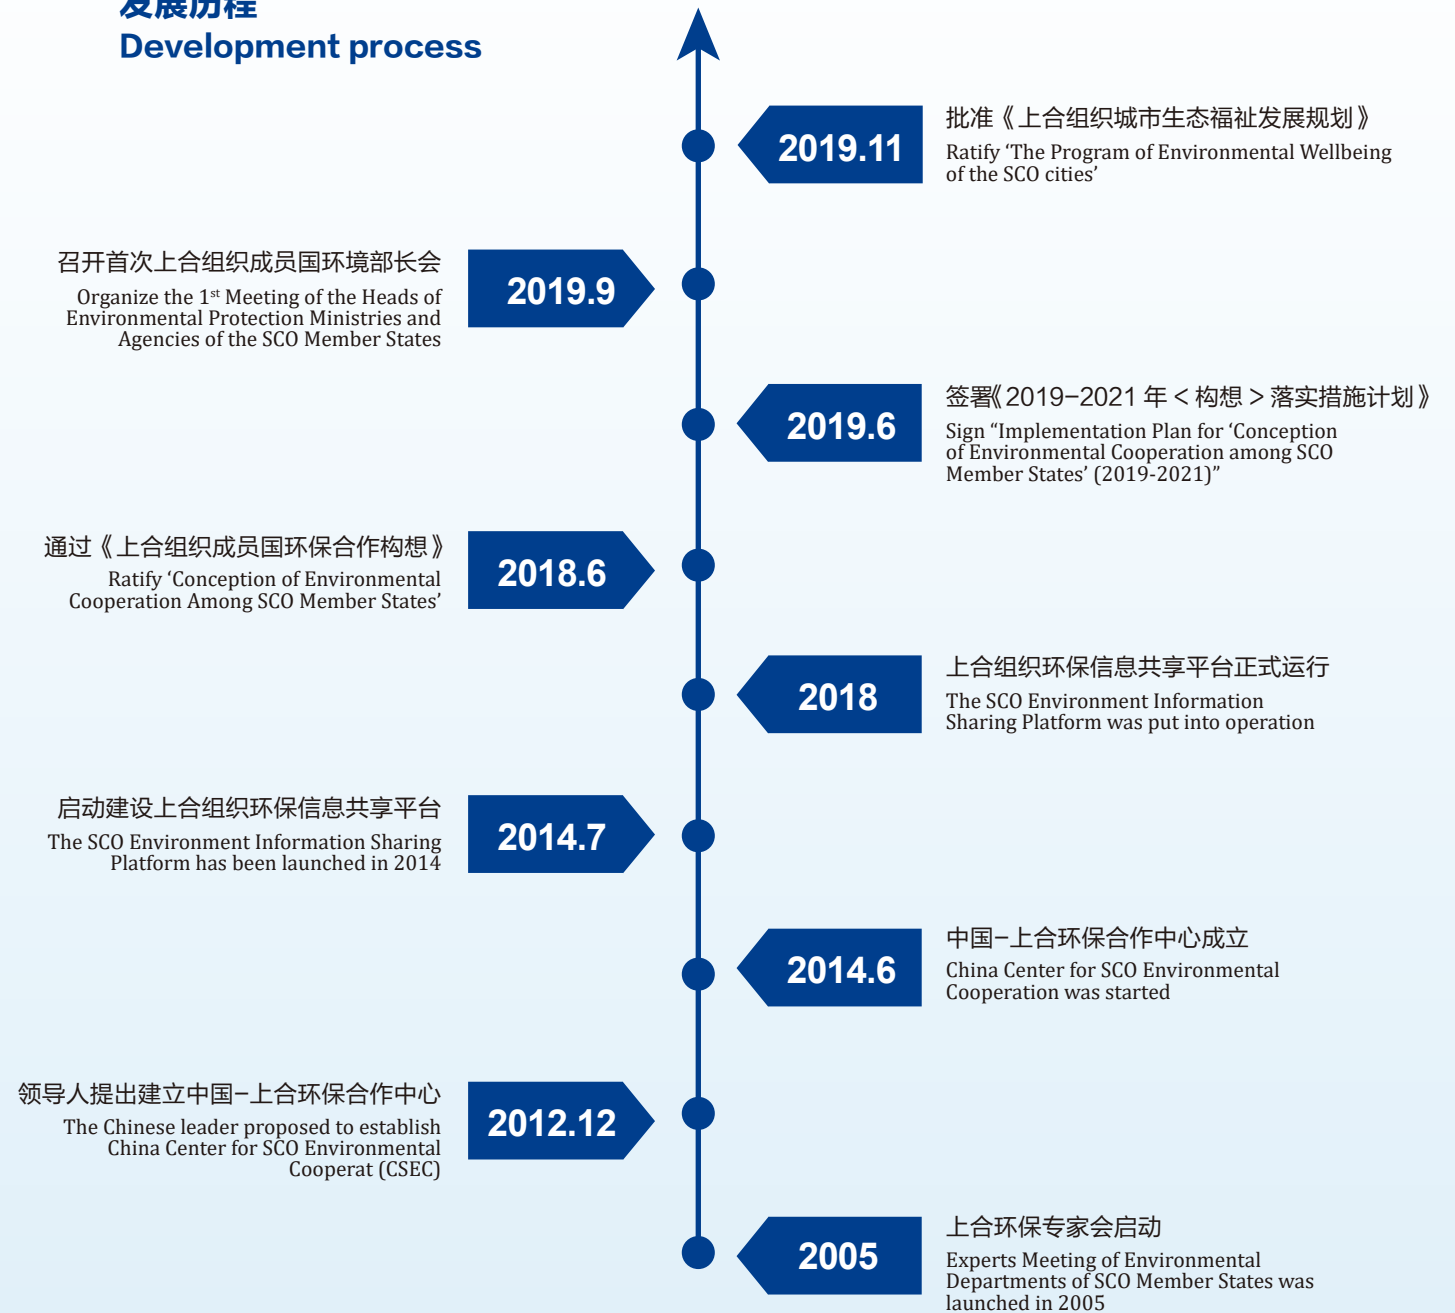 发展历程
Development process
2019.11
批准《上合组织城市生态福祉发展规划》
Ratify ‘The Program of Environmental Wellbeing
of the SCO cities’
召开首次上合组织成员国环境部长会
Organize the 1st Meeting of the Heads of
Environmental Protection Ministries and
Agencies of the SCO Member States
2019.9
2019.6
签署《2019-2021 年 < 构想 > 落实措施计划》
Sign “Implementation Plan for ‘Conception
of Environmental Cooperation among SCO
Member States’ (2019-2021)”
通过《上合组织成员国环保合作构想》
Ratify ‘Conception of Environmental
Cooperation Among SCO Member States’
2018.6
2018
上合组织环保信息共享平台正式运行
The SCO Environment Information
Sharing Platform was put into operation
启动建设上合组织环保信息共享平台
The SCO Environment Information Sharing
Platform has been launched in 2014
2014.7
2014.6
中国-上合环保合作中心成立
China Center for SCO Environmental
Cooperation was started
领导人提出建立中国-上合环保合作中心
The Chinese leader proposed to establish
China Center for SCO Environmental
Cooperat (CSEC)
2012.12
2005
上合环保专家会启动
Experts Meeting of Environmental
Departments of SCO Member States was
launched in 2005